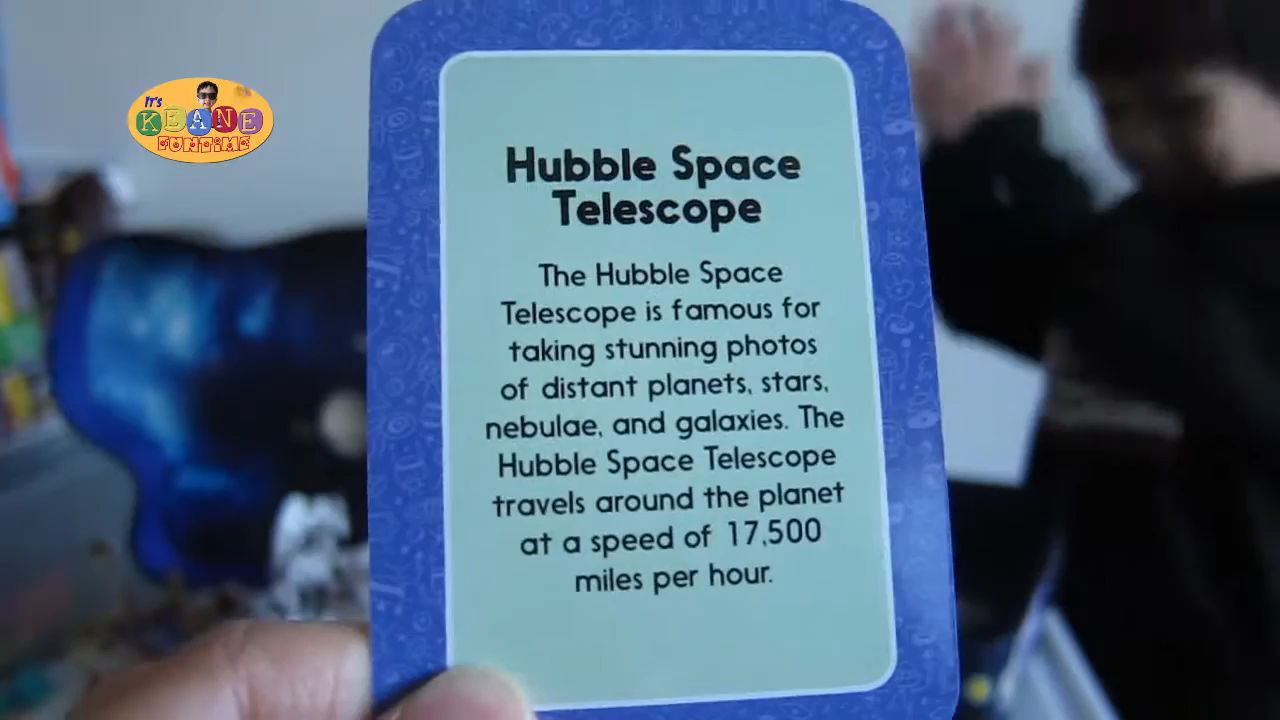 It's
KEANE
FUNTIME
Hubble Space
Telescope
The Hubble Space
Telescope is famous for
taking stunning photos
of distant planets, stars,
nebulae, and galaxies. The
Hubble Space Telescope
travels around the planet
at a speed of 17,500
miles per hour.